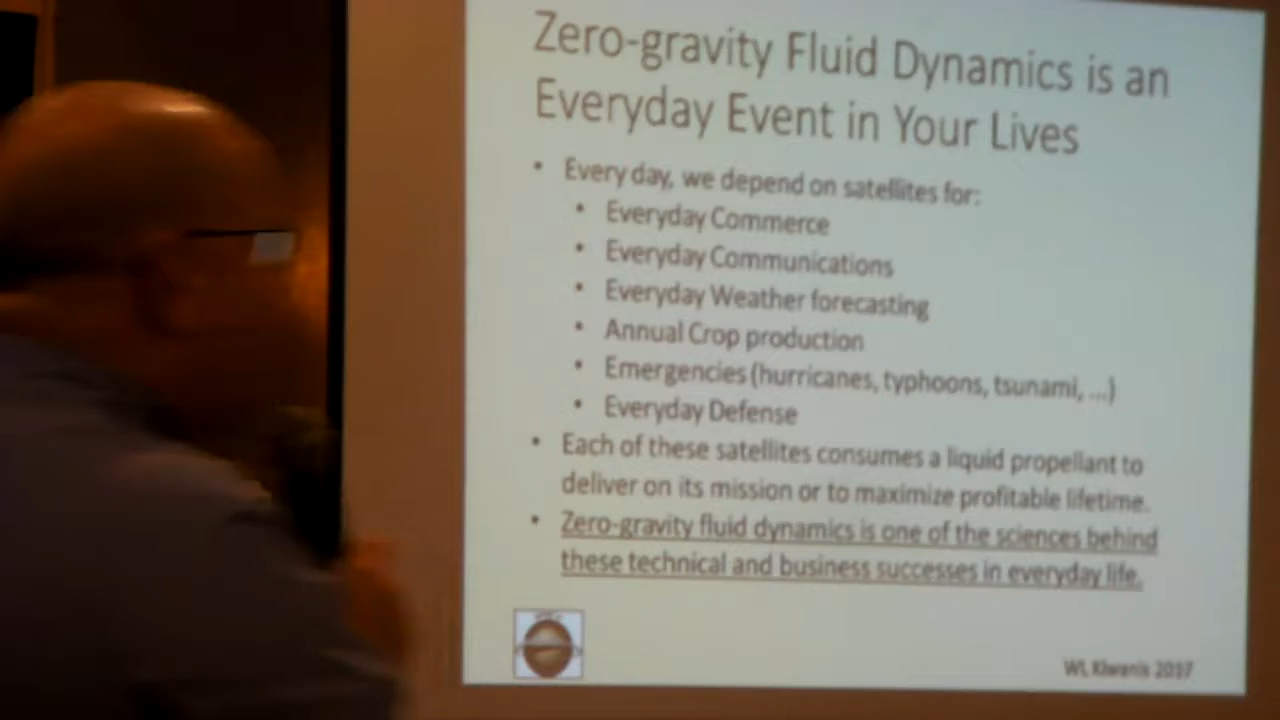 Zero-gravity Fluid Dynamics is an
Everyday Event in Your Lives
• Every day, we depend on satellites for:
• Everyday Commerce
• Everyday Communications
• Everyday Weather forecasting
• Annual Crop production
• Emergencies (hurricanes, typhoons, tsunami, ...)
• Everyday Defense
• Each of these satellites consumes a liquid propellant to
deliver on its mission or to maximize profitable lifetime.
• Zero-gravity fluid dynamics is one of the sciences behind
these technical and business successes in everyday life.
WL Kiwanis 2017